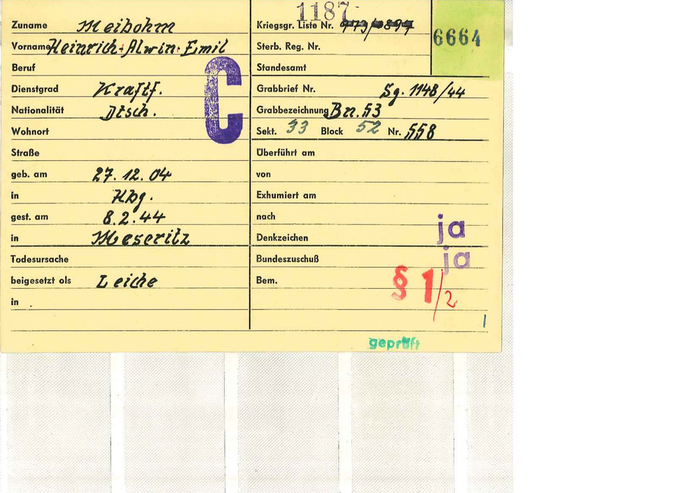 Zuname Meibohm
Vorname Heinrich-Alwin-Emil
Beruf
Dienstgrad Kraftf.
Nationalität Dtsch.
Wohnort
Straße
geb. am 27.12.04
in Hbg.
gest. am 8.2.44
in Meseritz
Todesursache
beigesetzt als Leiche
in .
C
1187
Kriegsgr. Liste Nr.
6664
Sterb. Reg. Nr.
Standesamt
Grabbrief Nr. Sg. 1148/44
Grabbezeichnung Bn. 53
Sekt. 33 Block 52 Nr. 558
Überführt am
von
Exhumiert am
nach
Denkzeichen ja
Bundeszuschuß ja
Bem. § 1/2
1
geprüft